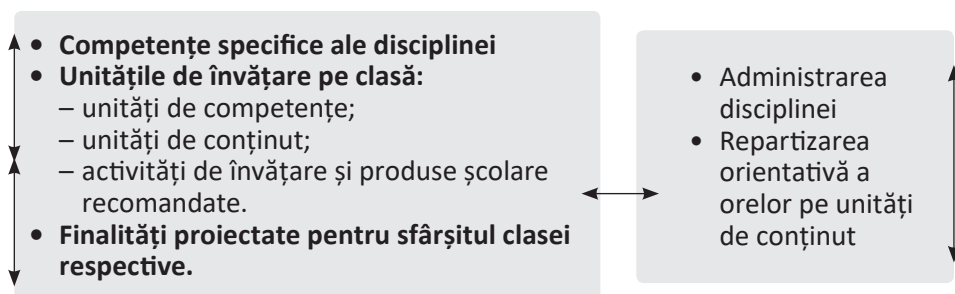 • Competențe specifice ale disciplinei
• Unitățile de învățare pe clasă:
– unități de competențe;
– unități de conținut;
– activități de învățare și produse școlare
recomandate.
• Finalități proiectate pentru sfârșitul clasei
respective.
• Administrarea
disciplinei
• Repartizarea
orientativă a
orelor pe unități
de conținut